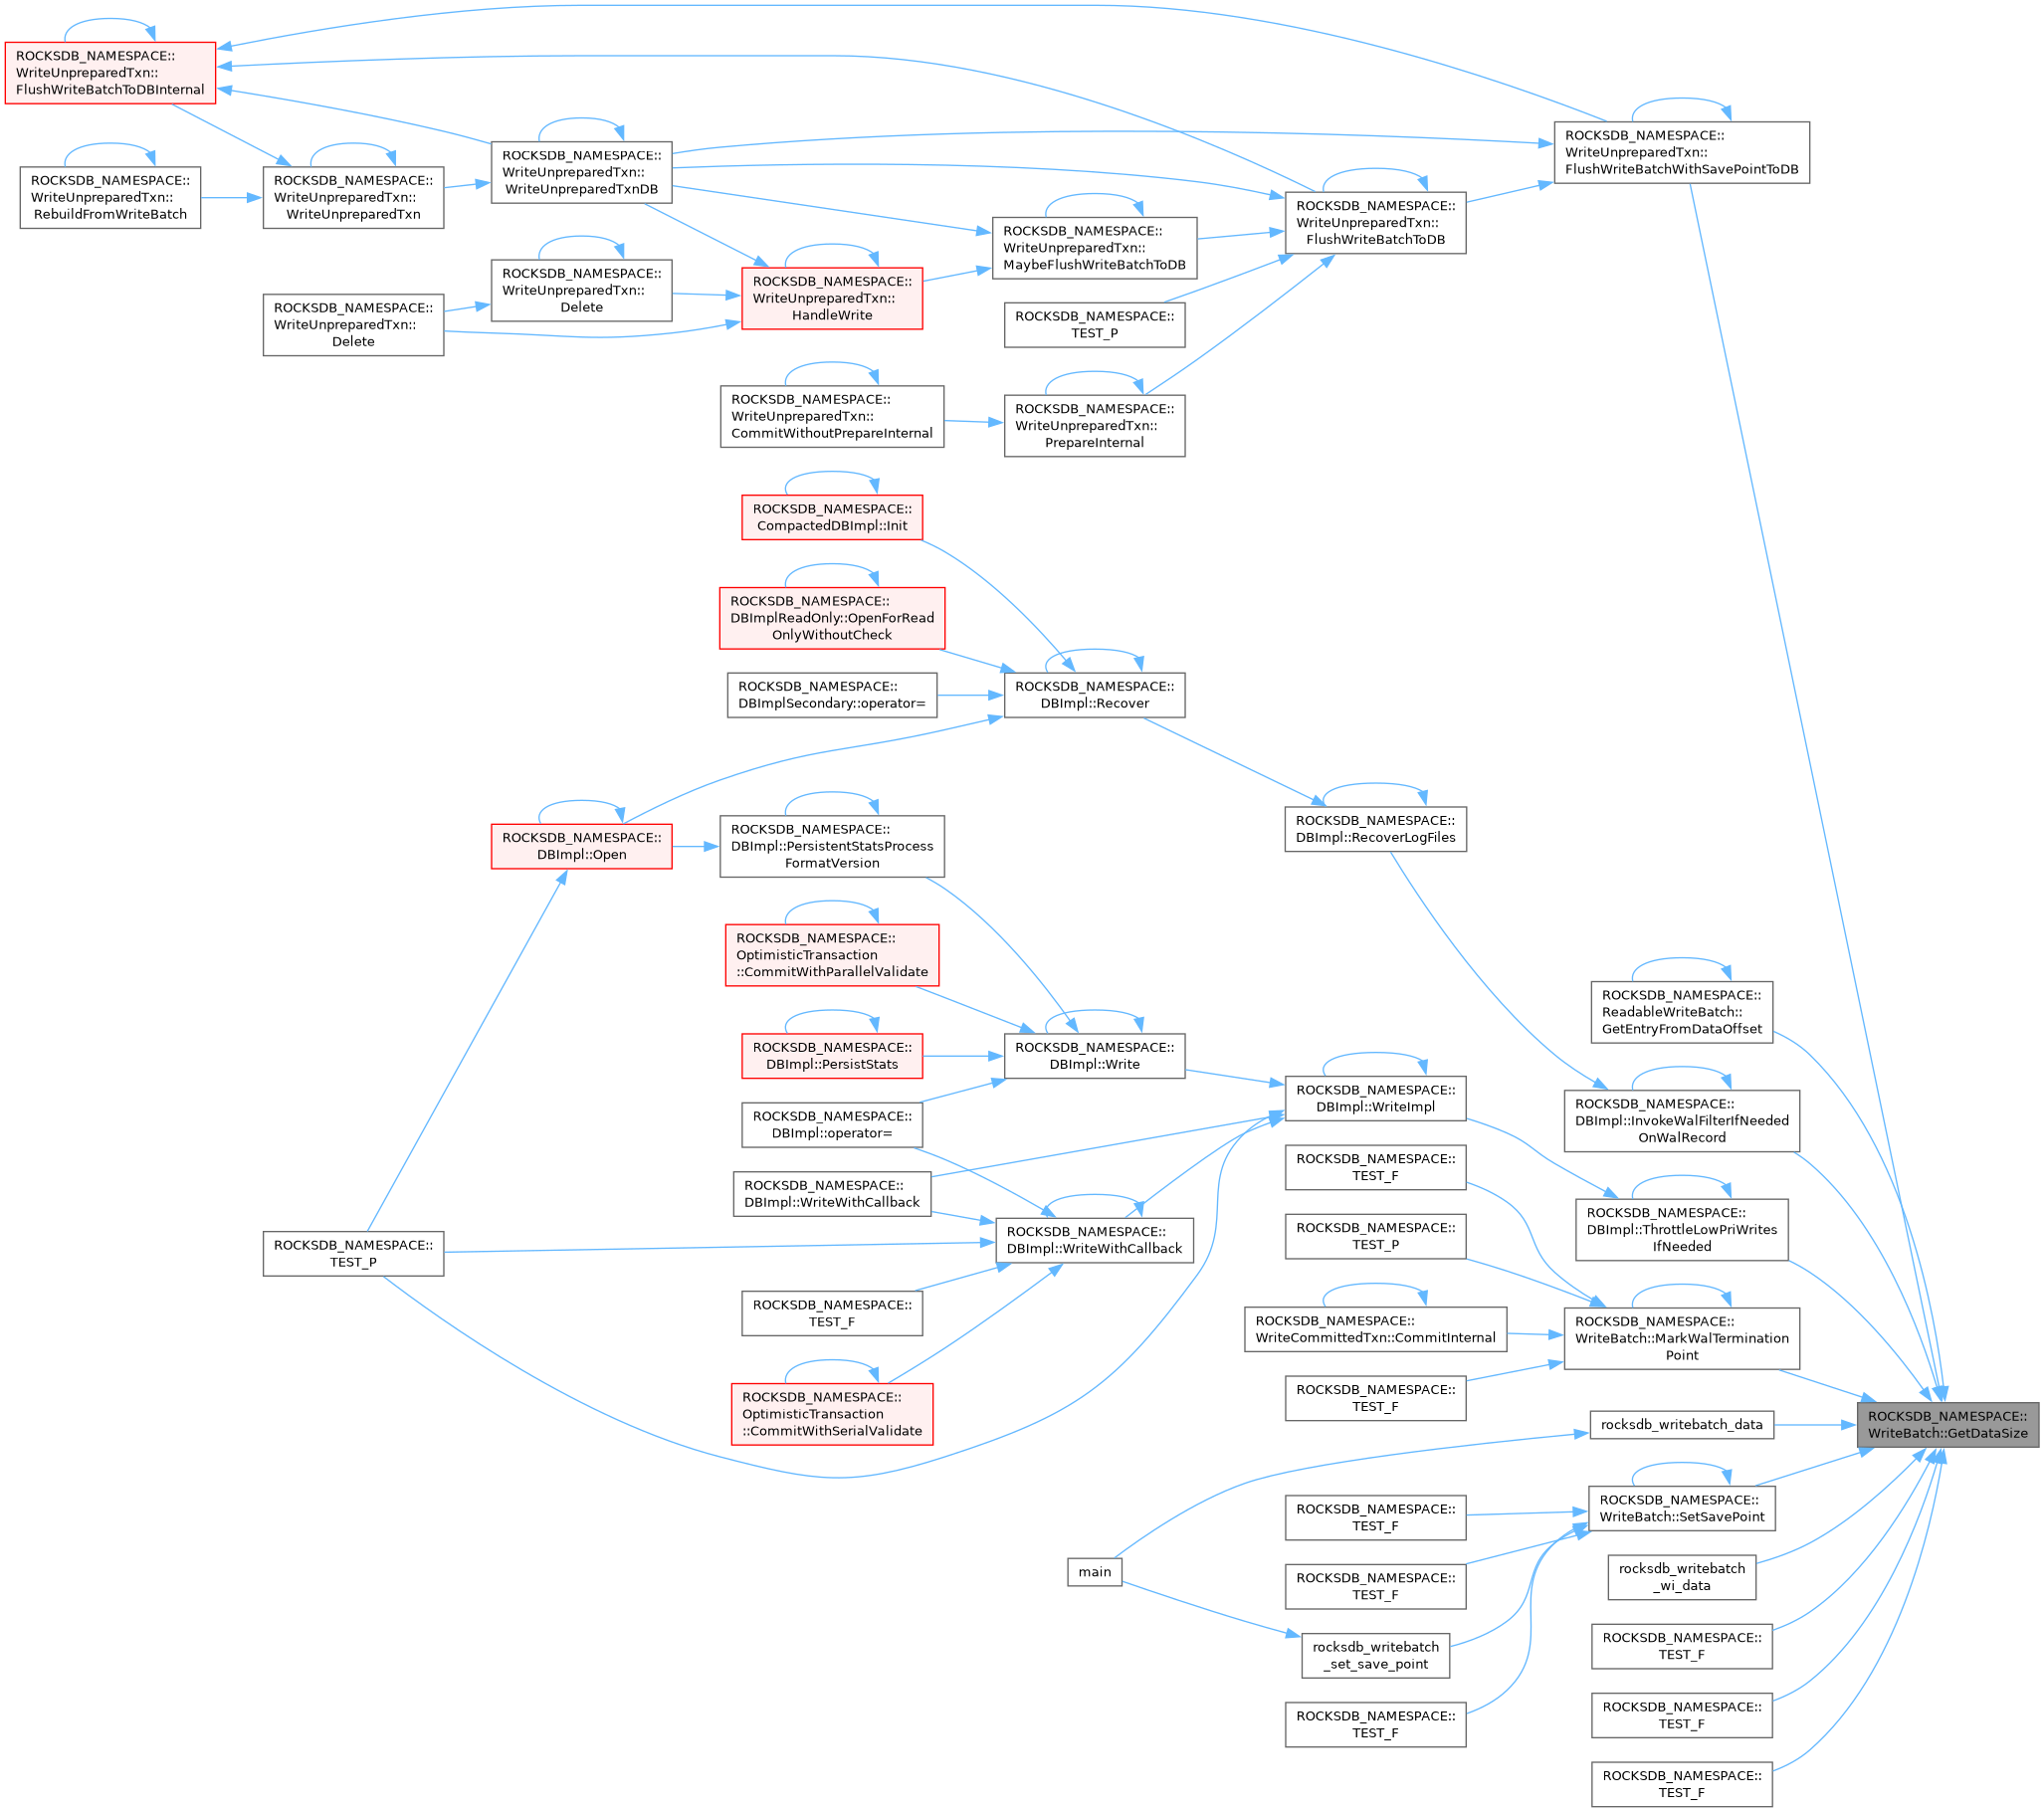 ROCKSDB_NAMESPACE::
WriteUnpreparedTxn::
FlushWriteBatchToDBInternal
ROCKSDB_NAMESPACE::
WriteUnpreparedTxn::
FlushWriteBatchWithSavePointToDB
ROCKSDB_NAMESPACE::
WriteUnpreparedTxn::
WriteUnpreparedTxnDB
ROCKSDB_NAMESPACE::
WriteUnpreparedTxn::
RebuildFromWriteBatch
ROCKSDB_NAMESPACE::
WriteUnpreparedTxn::
WriteUnpreparedTxn
ROCKSDB_NAMESPACE::
WriteUnpreparedTxn::
FlushWriteBatchToDB
ROCKSDB_NAMESPACE::
WriteUnpreparedTxn::
MaybeFlushWriteBatchToDB
ROCKSDB_NAMESPACE::
WriteUnpreparedTxn::
Delete
ROCKSDB_NAMESPACE::
WriteUnpreparedTxn::
HandleWrite
ROCKSDB_NAMESPACE::
WriteUnpreparedTxn::
Delete
ROCKSDB_NAMESPACE::
TEST_P
ROCKSDB_NAMESPACE::
WriteUnpreparedTxn::
CommitWithoutPrepareInternal
ROCKSDB_NAMESPACE::
WriteUnpreparedTxn::
PrepareInternal
ROCKSDB_NAMESPACE::
CompactedDBImpl::Init
ROCKSDB_NAMESPACE::
DBImplReadOnly::OpenForRead
OnlyWithoutCheck
ROCKSDB_NAMESPACE::
DBImplSecondary::operator=
ROCKSDB_NAMESPACE::
DBImpl::Recover
ROCKSDB_NAMESPACE::
DBImpl::RecoverLogFiles
ROCKSDB_NAMESPACE::
DBImpl::Open
ROCKSDB_NAMESPACE::
DBImpl::PersistentStatsProcess
FormatVersion
ROCKSDB_NAMESPACE::
OptimisticTransaction
::CommitWithParallelValidate
ROCKSDB_NAMESPACE::
ReadableWriteBatch::
GetEntryFromDataOffset
ROCKSDB_NAMESPACE::
DBImpl::PersistStats
ROCKSDB_NAMESPACE::
DBImpl::Write
ROCKSDB_NAMESPACE::
DBImpl::WriteImpl
ROCKSDB_NAMESPACE::
DBImpl::InvokeWalFilterIfNeeded
OnWalRecord
ROCKSDB_NAMESPACE::
DBImpl::operator=
ROCKSDB_NAMESPACE::
TEST_F
ROCKSDB_NAMESPACE::
DBImpl::WriteWithCallback
ROCKSDB_NAMESPACE::
DBImpl::ThrottleLowPriWrites
IfNeeded
ROCKSDB_NAMESPACE::
TEST_P
ROCKSDB_NAMESPACE::
DBImpl::WriteWithCallback
ROCKSDB_NAMESPACE::
TEST_P
ROCKSDB_NAMESPACE::
TEST_F
ROCKSDB_NAMESPACE::
WriteCommittedTxn::CommitInternal
ROCKSDB_NAMESPACE::
WriteBatch::MarkWalTermination
Point
ROCKSDB_NAMESPACE::
OptimisticTransaction
::CommitWithSerialValidate
ROCKSDB_NAMESPACE::
TEST_F
rocksdb_writebatch_data
ROCKSDB_NAMESPACE::
WriteBatch::GetDataSize
ROCKSDB_NAMESPACE::
TEST_F
ROCKSDB_NAMESPACE::
WriteBatch::SetSavePoint
main
ROCKSDB_NAMESPACE::
TEST_F
rocksdb_writebatch
_wi_data
rocksdb_writebatch
_set_save_point
ROCKSDB_NAMESPACE::
TEST_F
ROCKSDB_NAMESPACE::
TEST_F
ROCKSDB_NAMESPACE::
TEST_F
ROCKSDB_NAMESPACE::
TEST_F